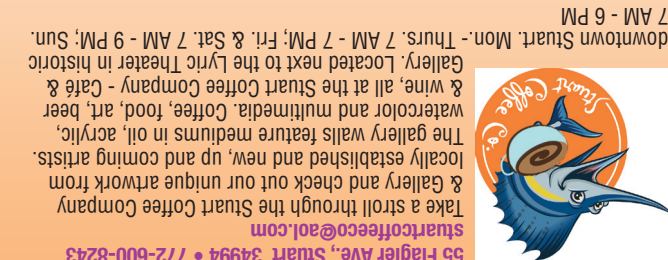 55 Flagler Ave., Stuart 34994 • 772-600-8243
stuartcoffeeco@aol.com
Take a stroll through the Stuart Coffee Company
& Gallery and check out our unique artwork from
locally established and new, up and coming artists.
The gallery walls feature mediums in oil, acrylic,
watercolor and multimedia. Coffee, food, art, beer
& wine, all at the Stuart Coffee Company - Café &
Gallery. Located next to the Lyric Theater in historic
downtown Stuart. Mon.- Thurs. 7 AM - 7 PM; Fri. & Sat. 7 AM - 9 PM; Sun.
7 AM - 6 PM
Stuart Coffee Co.